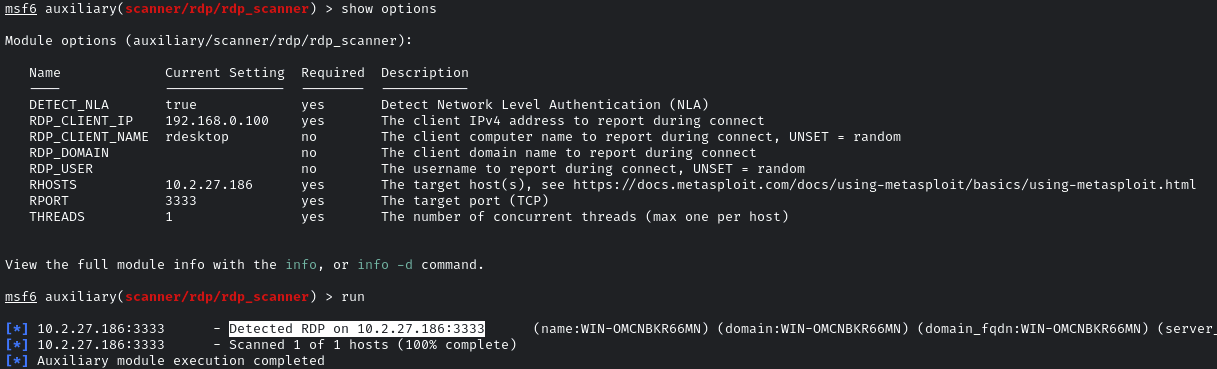 msf6 auxiliary(scanner/rdp/rdp_scanner) > show options
Module options (auxiliary/scanner/rdp/rdp_scanner):
Name Current Setting Required Description
---- --------------- -------- -----------
DETECT_NLA true yes Detect Network Level Authentication (NLA)
RDP_CLIENT_IP 192.168.0.100 yes The client IPv4 address to report during connect
RDP_CLIENT_NAME rdesktop no The client computer name to report during connect, UNSET = random
RDP_DOMAIN no The client domain name to report during connect
RDP_USER no The username to report during connect, UNSET = random
RHOSTS 10.2.27.186 yes The target host(s), see https://docs.metasploit.com/docs/using-metasploit/basics/using-metasploit.html
RPORT 3333 yes The target port (TCP)
THREADS 1 yes The number of concurrent threads (max one per host)
View the full module info with the info, or info -d command.
msf6 auxiliary(scanner/rdp/rdp_scanner) > run
[*] 10.2.27.186:3333 - Detected RDP on 10.2.27.186:3333 (name:WIN-OMCNBKR66MN) (domain:WIN-OMCNBKR66MN) (domain_fqdn:WIN-OMCNBKR66MN) (server_
[*] 10.2.27.186:3333 - Scanned 1 of 1 hosts (100% complete)
[*] Auxiliary module execution completed